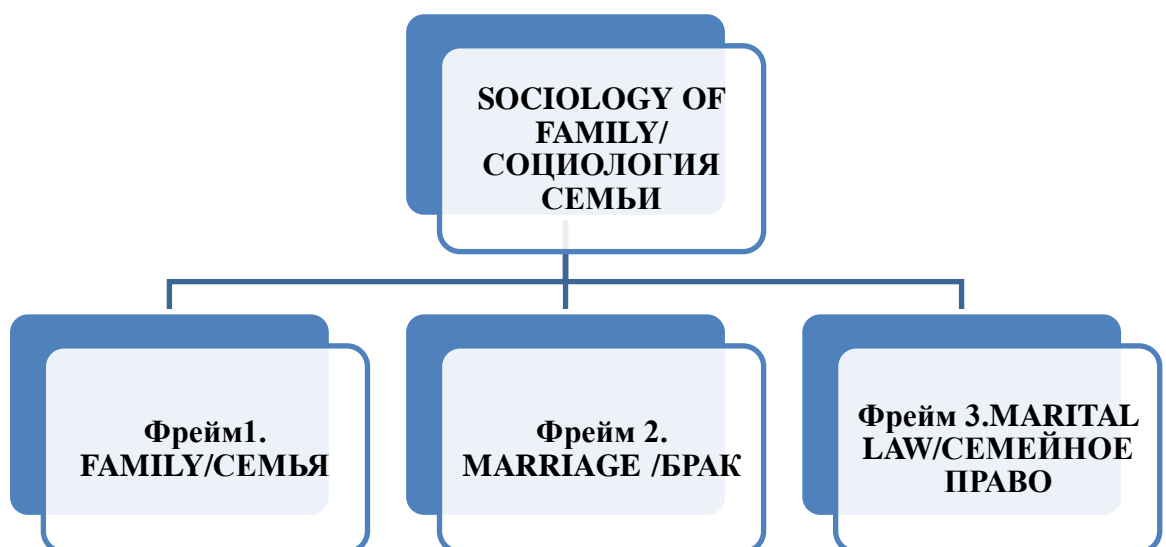 SOCIOLOGY OF
FAMILY/
СОЦИОЛОГИЯ
СЕМЬИ
Фрейм1.
FAMILY/СЕМЬЯ
Фрейм 2.
MARRIAGE /БРАК
Фрейм 3.MARITAL
LAW/СЕМЕЙНОЕ
ПРАВО